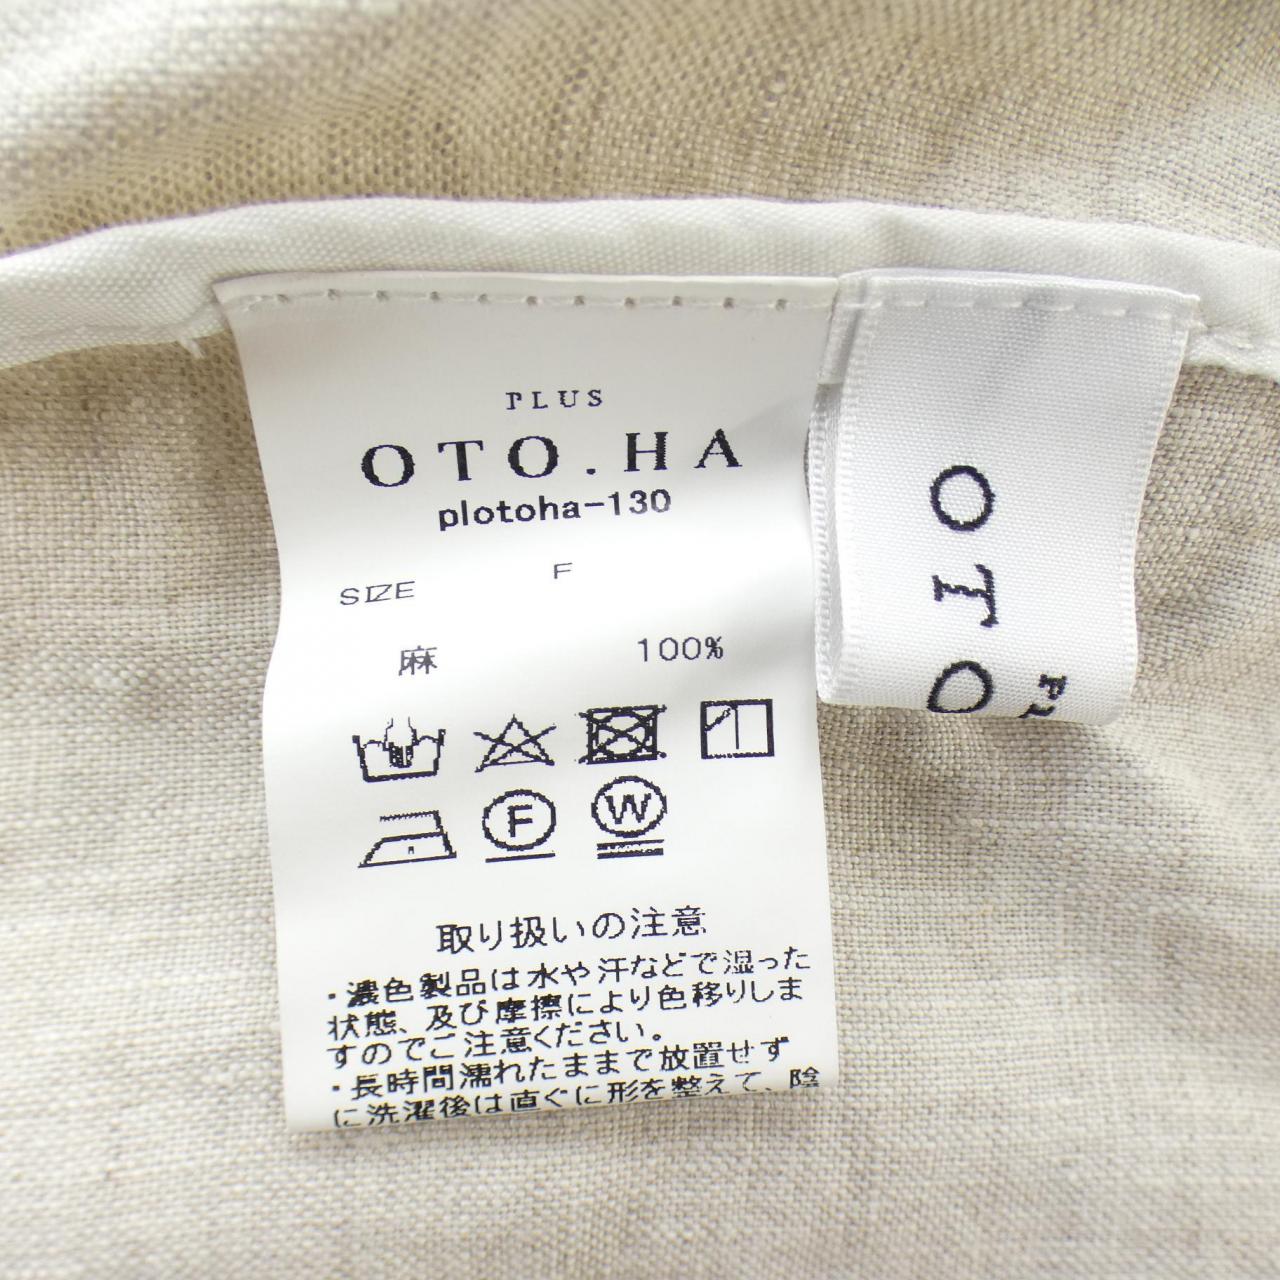 PLUS
OTO.HA
plotoha-130
SIZE F
麻 100%
F
W
取り扱いの注意
・濃色製品は水や汗などで湿った
状態、及び摩擦により色移りしま
すのでご注意ください。
・長時間濡れたままで放置せず
に洗濯後は直ぐに形を整えて、陰
OTO